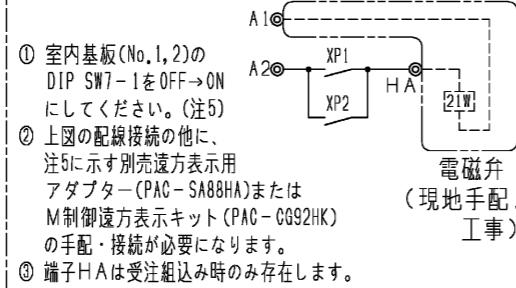 A1
① 室内基板(No.1,2)の
XP1
DIP SW7-1をOFF→ON
A2
HA
にしてください。(注5)
XP2
21W
② 上図の配線接続の他に、
注5に示す別売遠方表示用
電磁弁
アダプター(PAC-SA88HA)または
(現地手配、
M制御遠方表示キット(PAC-CG92HK)
工事)
の手配・接続が必要になります。
③ 端子HAは受注組込み時のみ存在します。